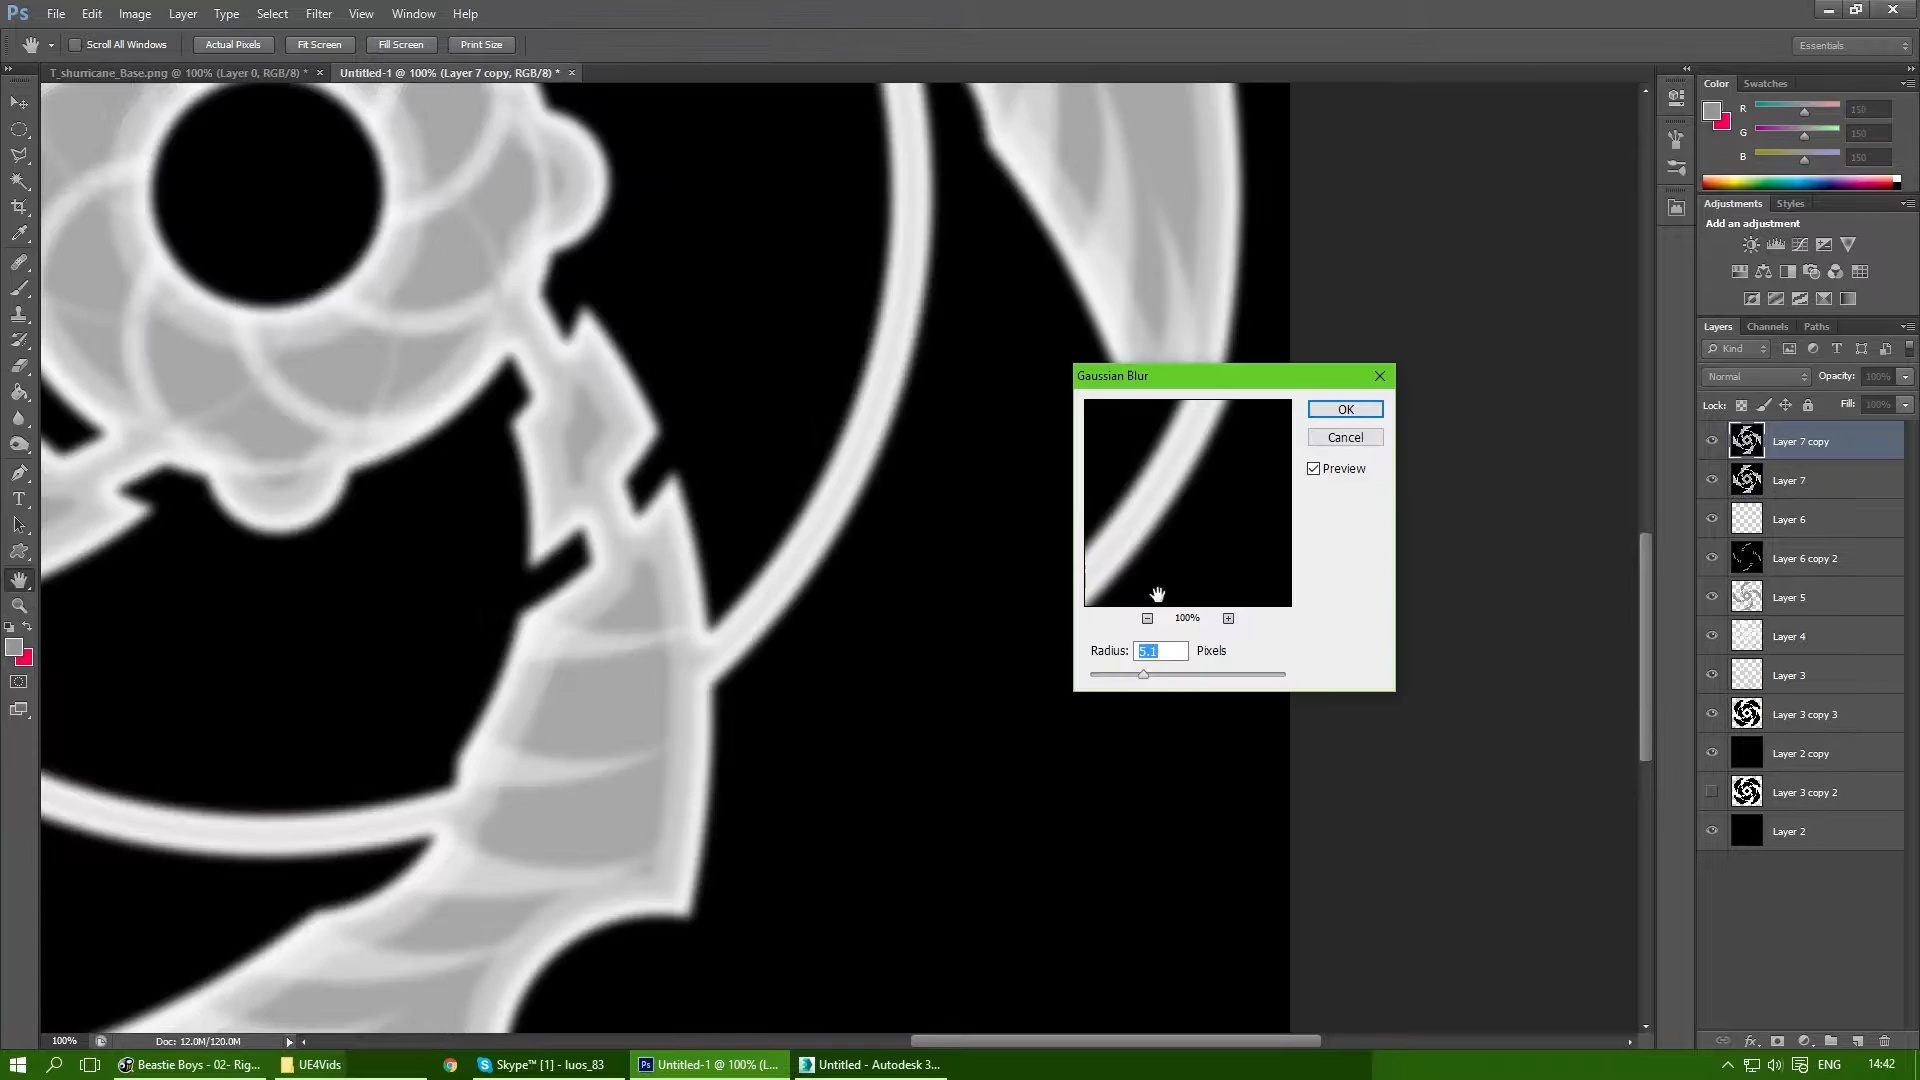 Ps File Edit Image Layer Type Select Filter View Window Help
Scroll All Windows Actual Pixels Fit Screen Fill Screen Print Size Essentials
T_shurricane_Base.png @ 100% (Layer 0, RGB/8) * × Untitled-1 @ 100% (Layer 7 copy, RGB/8) * ×
Color Swatches
R 150
G 150
B 150
Adjustments Styles
Add an adjustment
Layers Channels Paths
Kind
Normal Opacity: 100%
Lock: Fill: 100%
Layer 7 copy
Layer 7
Layer 6
Layer 6 copy 2
Layer 5
Layer 4
Layer 3
Layer 3 copy 3
Layer 2 copy
Layer 3 copy 2
Layer 2
Gaussian Blur
OK
Cancel
Preview
100%
Radius: 5.1 Pixels
100% Doc: 12.0M/120.0M
Beastie Boys - 02- Rig... UE4Vids Skype™ [1] - luos_83 Untitled-1 @ 100% (L... Untitled - Autodesk 3... ENG 14:42